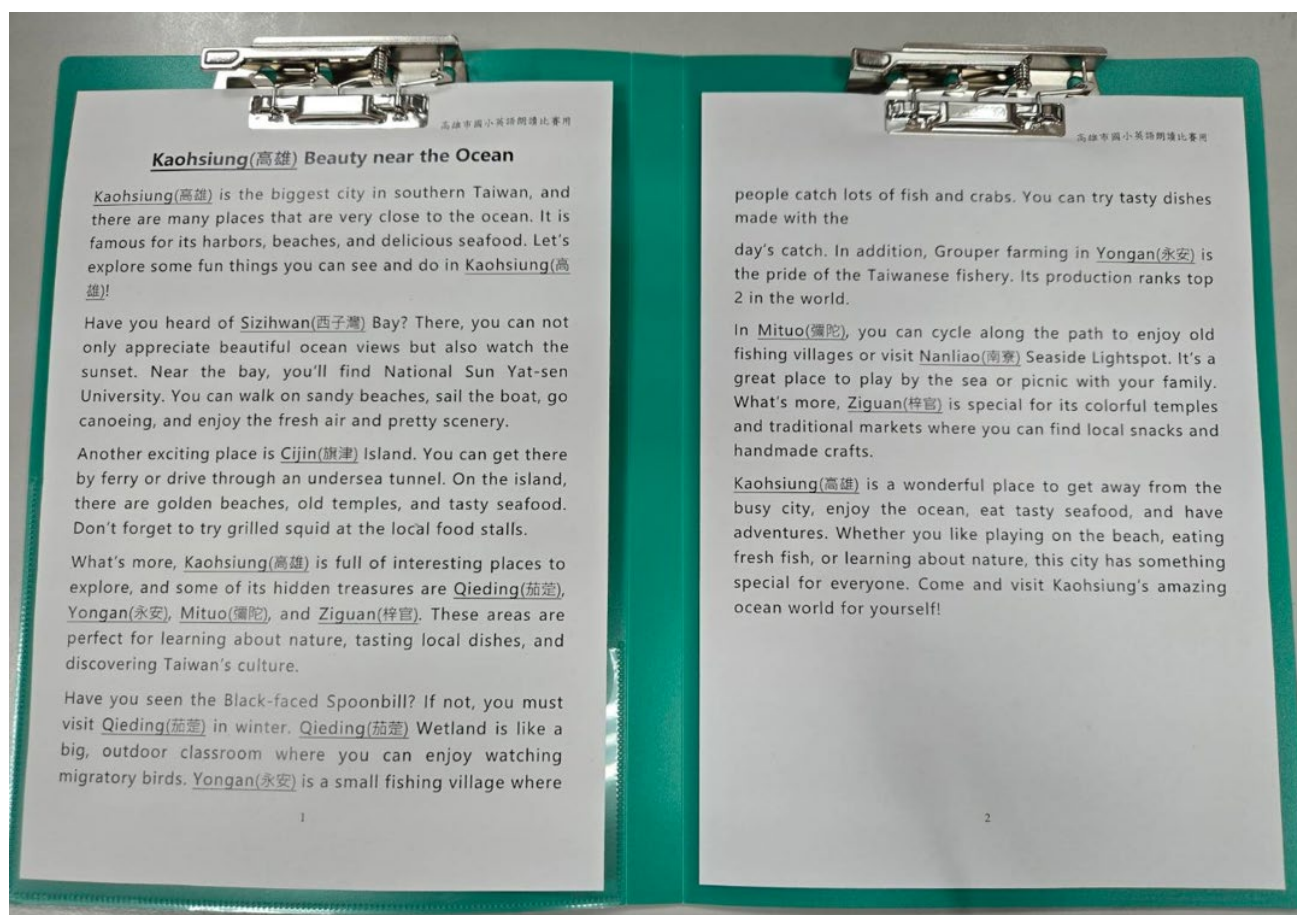 高雄市國小英語朗讀比賽用
Kaohsiung(高雄) Beauty near the Ocean
Kaohsiung(高雄) is the biggest city in southern Taiwan, and
there are many places that are very close to the ocean. It is
famous for its harbors, beaches, and delicious seafood. Let's
explore some fun things you can see and do in Kaohsiung(高
雄)!
Have you heard of Sizihwan(西子灣) Bay? There, you can not
only appreciate beautiful ocean views but also watch the
sunset. Near the bay, you'll find National Sun Yat-sen
University. You can walk on sandy beaches, sail the boat, go
canoeing, and enjoy the fresh air and pretty scenery.
Another exciting place is Cijin(旗津) Island. You can get there
by ferry or drive through an undersea tunnel. On the island,
there are golden beaches, old temples, and tasty seafood.
Don't forget to try grilled squid at the local food stalls.
What's more, Kaohsiung(高雄) is full of interesting places to
explore, and some of its hidden treasures are Qieding(茄萣),
Yongan(永安), Mituo(彌陀), and Ziguan(梓官). These areas are
perfect for learning about nature, tasting local dishes, and
discovering Taiwan's culture.
Have you seen the Black-faced Spoonbill? If not, you must
visit Qieding(茄萣) in winter. Qieding(茄萣) Wetland is like a
big, outdoor classroom where you can enjoy watching
migratory birds. Yongan(永安) is a small fishing village where
1
高雄市國小英語朗讀比賽用
people catch lots of fish and crabs. You can try tasty dishes
made with the
day's catch. In addition, Grouper farming in Yongan(永安) is
the pride of the Taiwanese fishery. Its production ranks top
2 in the world.
In Mituo(彌陀), you can cycle along the path to enjoy old
fishing villages or visit Nanliao(南寮) Seaside Lightspot. It's a
great place to play by the sea or picnic with your family.
What's more, Ziguan(梓官) is special for its colorful temples
and traditional markets where you can find local snacks and
handmade crafts.
Kaohsiung(高雄) is a wonderful place to get away from the
busy city, enjoy the ocean, eat tasty seafood, and have
adventures. Whether you like playing on the beach, eating
fresh fish, or learning about nature, this city has something
special for everyone. Come and visit Kaohsiung's amazing
ocean world for yourself!
2